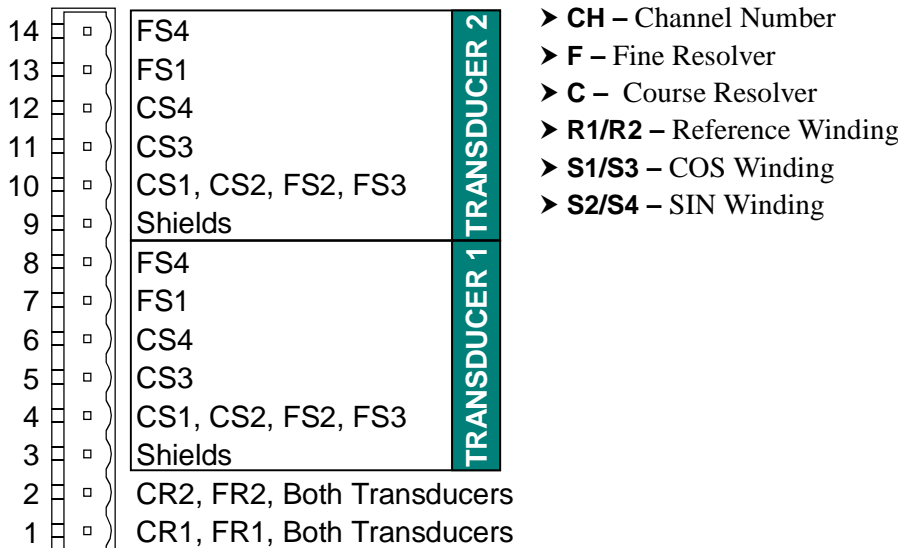 14 FS4
13 FS1
12 CS4
11 CS3
10 CS1, CS2, FS2, FS3
9 Shields
TRANSDUCER 2
8 FS4
7 FS1
6 CS4
5 CS3
4 CS1, CS2, FS2, FS3
3 Shields
TRANSDUCER 1
2 CR2, FR2, Both Transducers
1 CR1, FR1, Both Transducers
➤ CH – Channel Number
➤ F – Fine Resolver
➤ C – Course Resolver
➤ R1/R2 – Reference Winding
➤ S1/S3 – COS Winding
➤ S2/S4 – SIN Winding